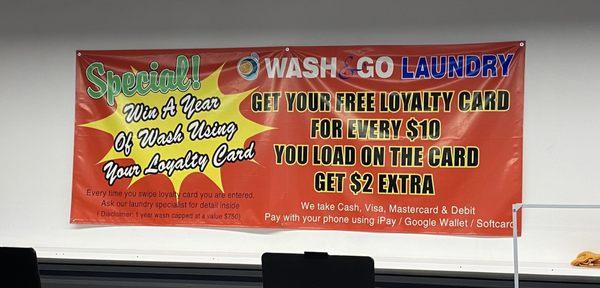 Special!
Win A Year
Of Wash Using
Your Loyalty Card
Every time you swipe loyalty card you are entered.
Ask our laundry specialist for detail inside
( Disclaimer: 1 year wash capped at a value $750)
WASH & GO LAUNDRY
GET YOUR FREE LOYALTY CARD
FOR EVERY $10
YOU LOAD ON THE CARD
GET $2 EXTRA
We take Cash, Visa, Mastercard & Debit
Pay with your phone using iPay / Google Wallet / Softcard